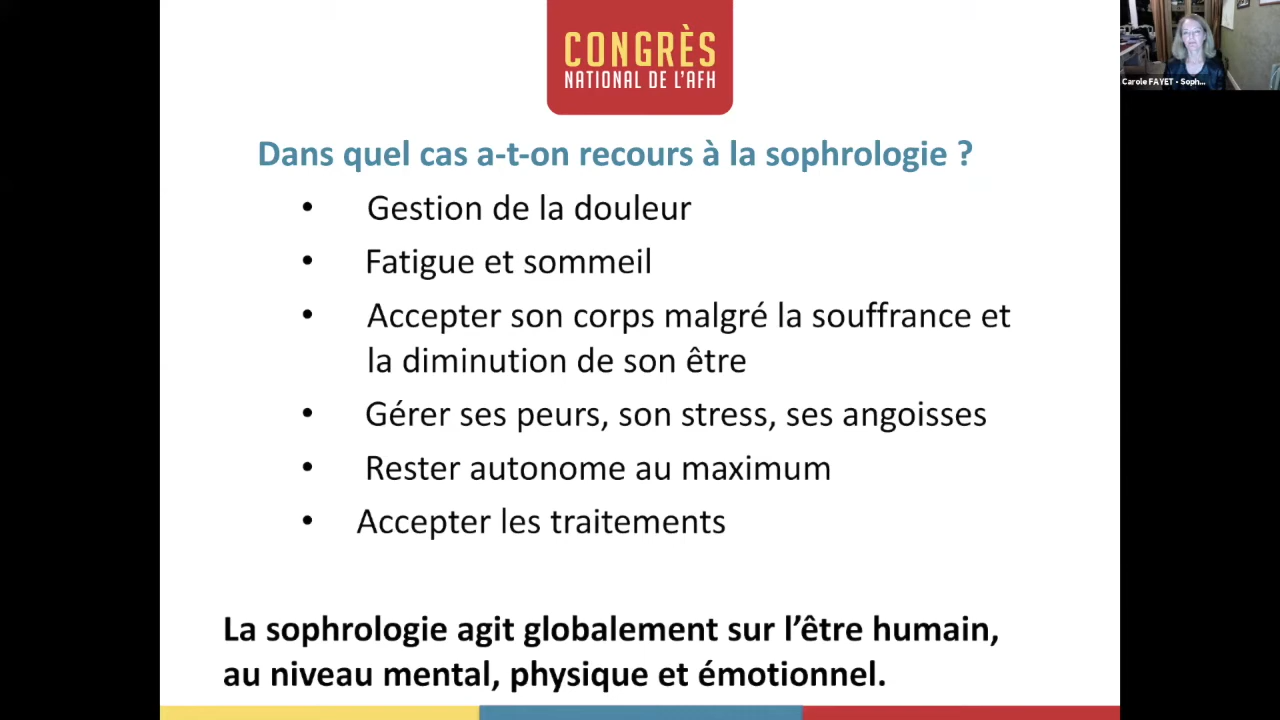 CONGRÈS
NATIONAL DE L'AFH
Carole FAYET - Soph...
Dans quel cas a-t-on recours à la sophrologie ?
• Gestion de la douleur
• Fatigue et sommeil
• Accepter son corps malgré la souffrance et
la diminution de son être
• Gérer ses peurs, son stress, ses angoisses
• Rester autonome au maximum
• Accepter les traitements
La sophrologie agit globalement sur l’être humain,
au niveau mental, physique et émotionnel.